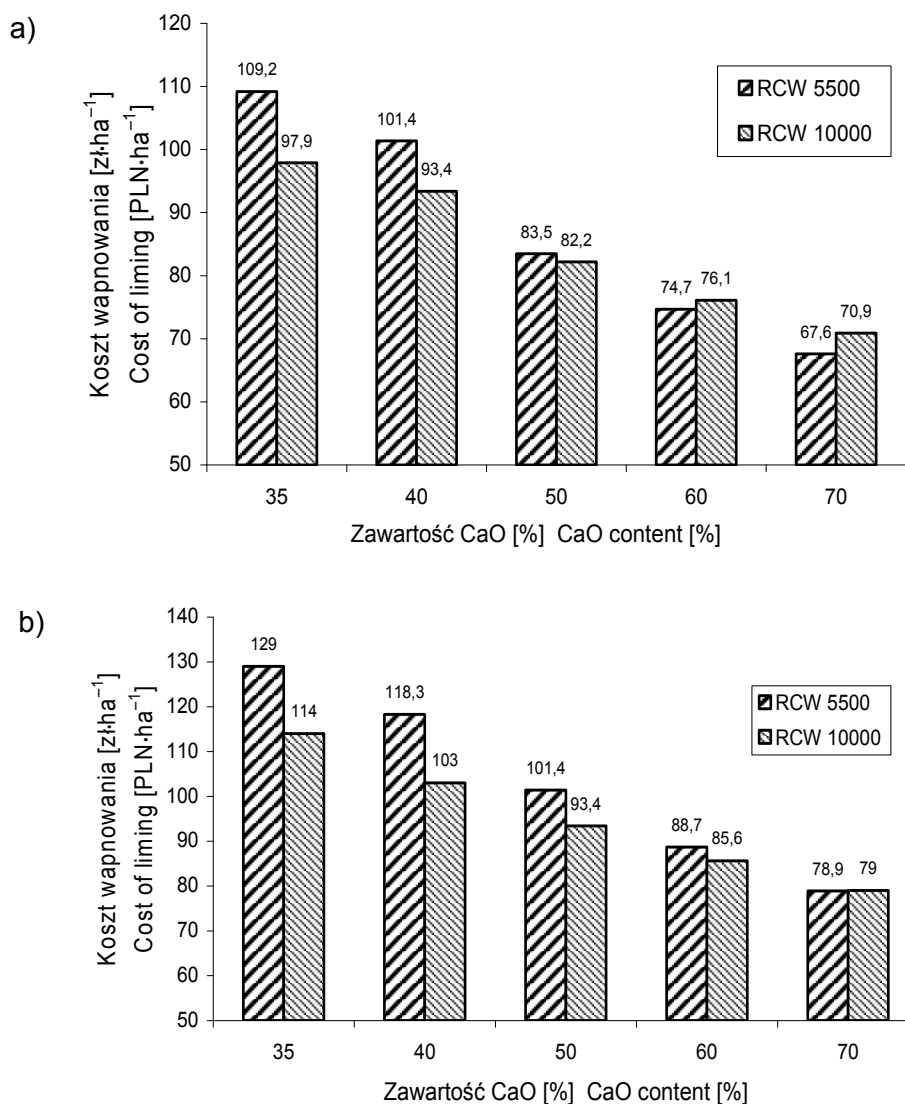 a)
Koszt wapnowania [zł·ha⁻¹]
Cost of liming [PLN·ha⁻¹]
120
110
100
90
80
70
60
50
109,2
97,9
101,4
93,4
83,5
82,2
74,7
76,1
67,6
70,9
RCW 5500
RCW 10000
35 40 50 60 70
Zawartość CaO [%] CaO content [%]
b)
Koszt wapnowania [zł·ha⁻¹]
Cost of liming [PLN·ha⁻¹]
140
130
120
110
100
90
80
70
60
50
129
114
118,3
103
101,4
93,4
88,7
85,6
78,9
79
RCW 5500
RCW 10000
35 40 50 60 70
Zawartość CaO [%] CaO content [%]